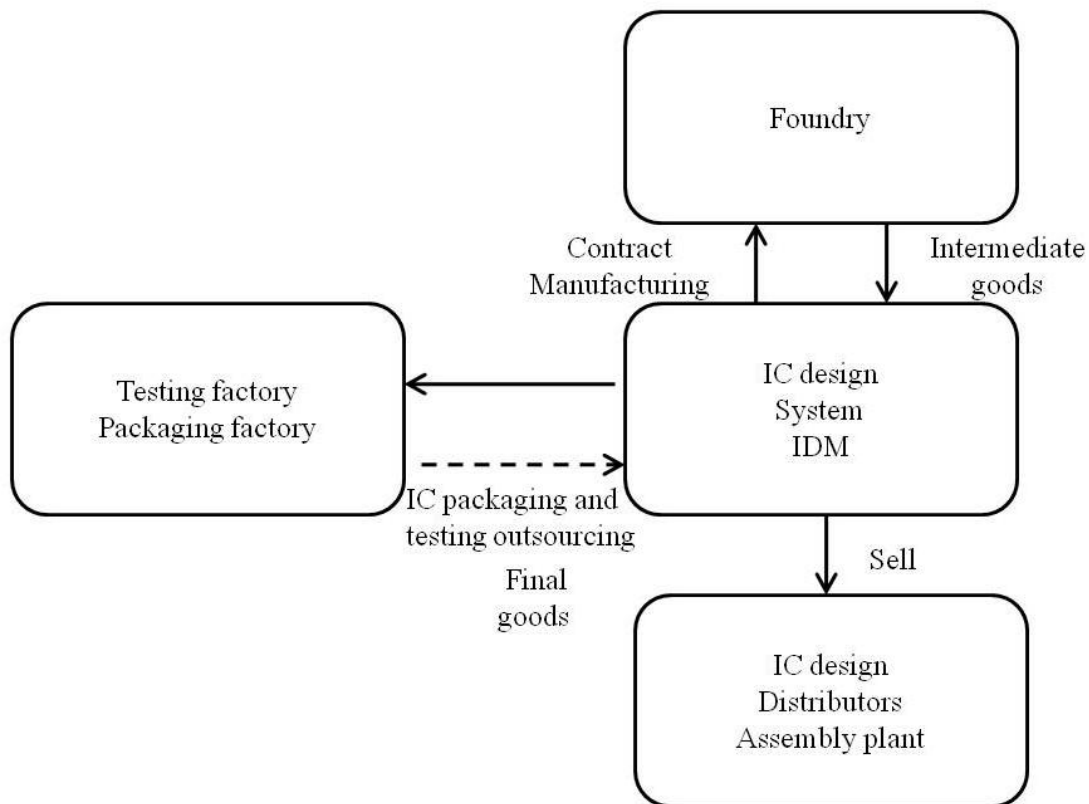 Foundry
Contract
Manufacturing
Intermediate
goods
Testing factory
Packaging factory
IC design
System
IDM
IC packaging and
testing outsourcing
Final
goods
Sell
IC design
Distributors
Assembly plant